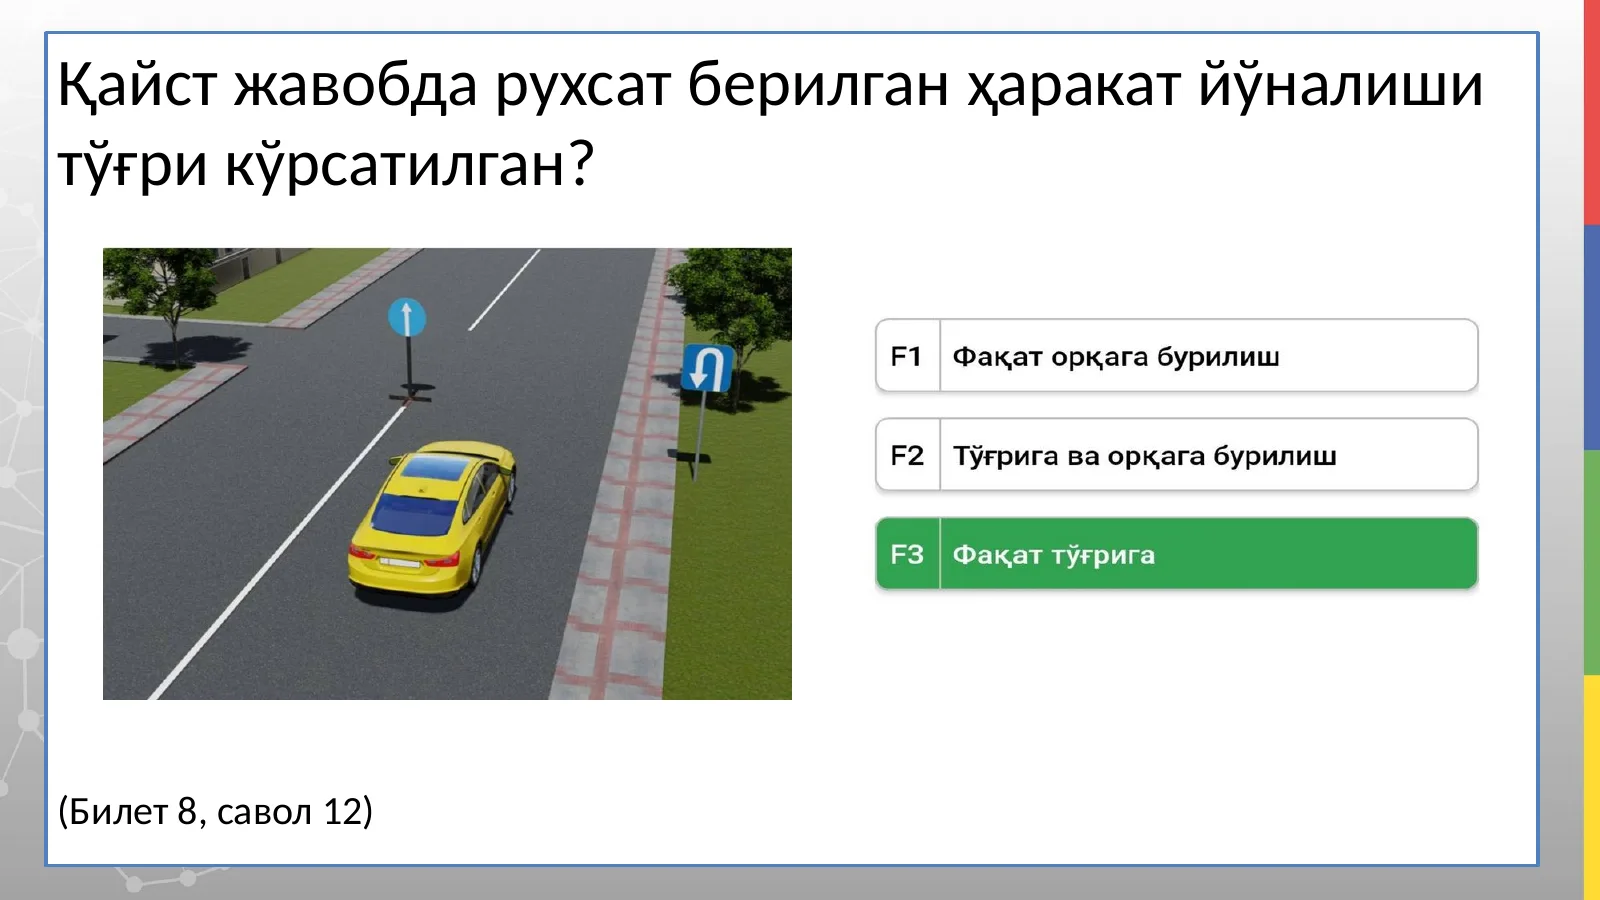 Қайст жавобда рухсат берилган ҳаракат йўналиши
тўғри кўрсатилган?
F1 Фақат орқага бурилиш
F2 Тўғрига ва орқага бурилиш
F3 Фақат тўғрига
(Билет 8, савол 12)